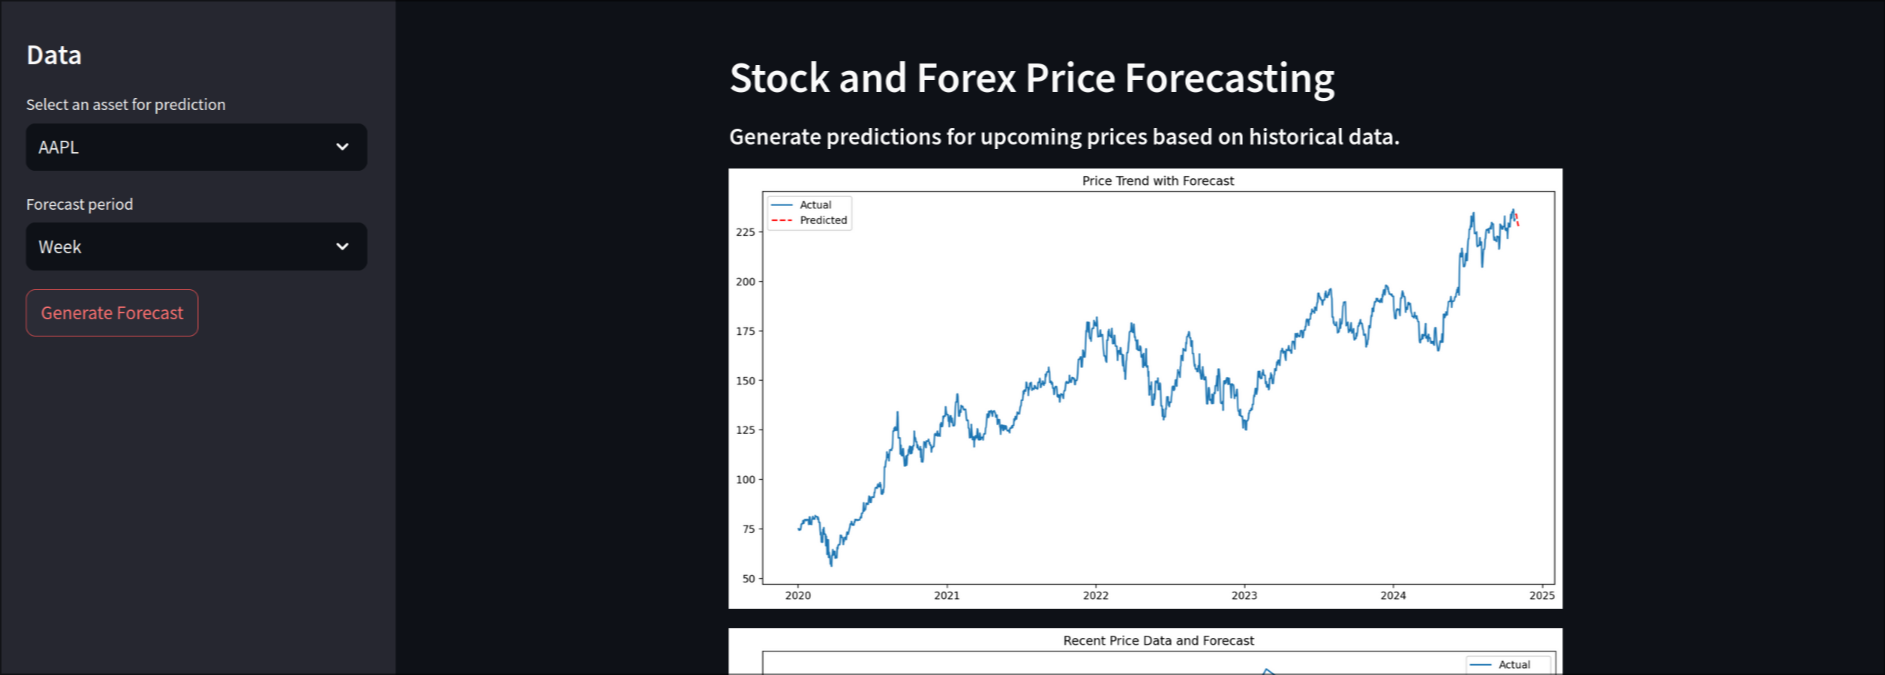 Data
Select an asset for prediction
AAPL
Forecast period
Week
Generate Forecast
Stock and Forex Price Forecasting
Generate predictions for upcoming prices based on historical data.
Price Trend with Forecast
Actual
Predicted
225
200
175
150
125
100
75
50
2020 2021 2022 2023 2024 2025
Recent Price Data and Forecast
Actual